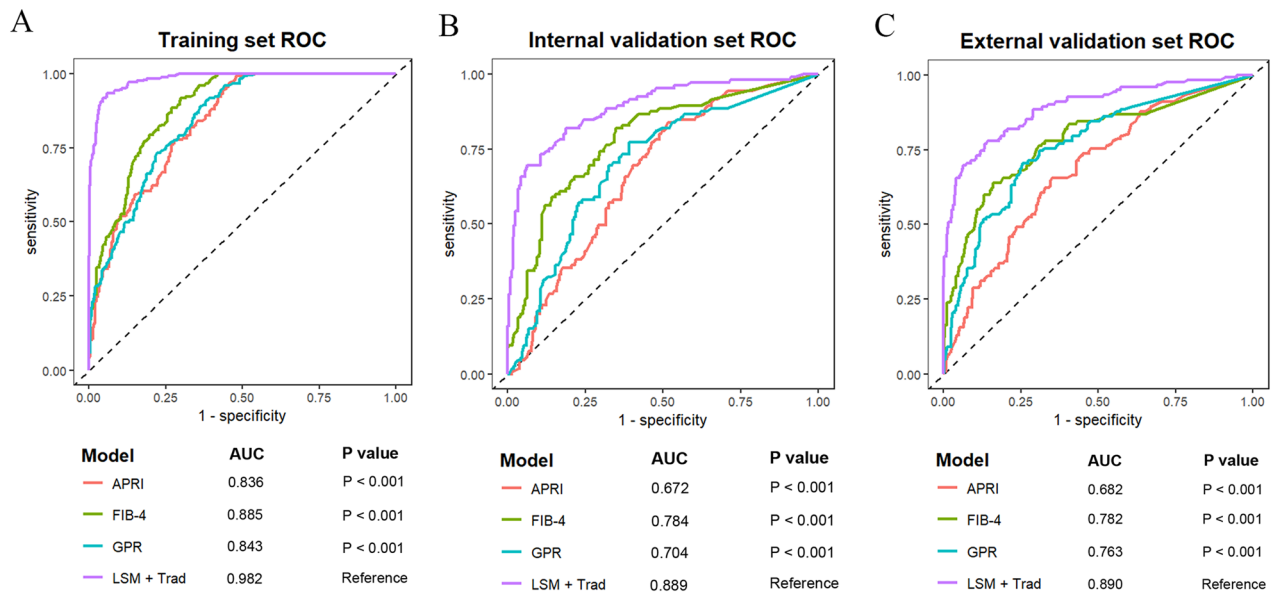 A
Training set ROC
1.00
0.75
0.50
0.25
0.00
sensitivity
0.00 0.25 0.50 0.75 1.00
1 - specificity
Model AUC P value
APRI 0.836 P < 0.001
FIB-4 0.885 P < 0.001
GPR 0.843 P < 0.001
LSM + Trad 0.982 Reference
B
Internal validation set ROC
1.00
0.75
0.50
0.25
0.00
sensitivity
0.00 0.25 0.50 0.75 1.00
1 - specificity
Model AUC P value
APRI 0.672 P < 0.001
FIB-4 0.784 P < 0.001
GPR 0.704 P < 0.001
LSM + Trad 0.889 Reference
C
External validation set ROC
1.00
0.75
0.50
0.25
0.00
sensitivity
0.00 0.25 0.50 0.75 1.00
1 - specificity
Model AUC P value
APRI 0.682 P < 0.001
FIB-4 0.782 P < 0.001
GPR 0.763 P < 0.001
LSM + Trad 0.890 Reference